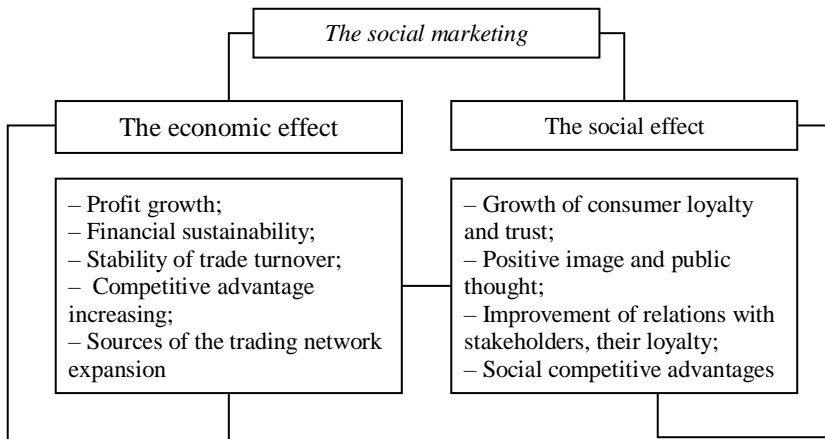 The social marketing
The economic effect
The social effect
– Profit growth;
– Financial sustainability;
– Stability of trade turnover;
–  Competitive advantage
increasing;
– Sources of the trading network
expansion
– Growth of consumer loyalty
and trust;
– Positive image and public
thought;
– Improvement of relations with
stakeholders, their loyalty;
– Social competitive advantages